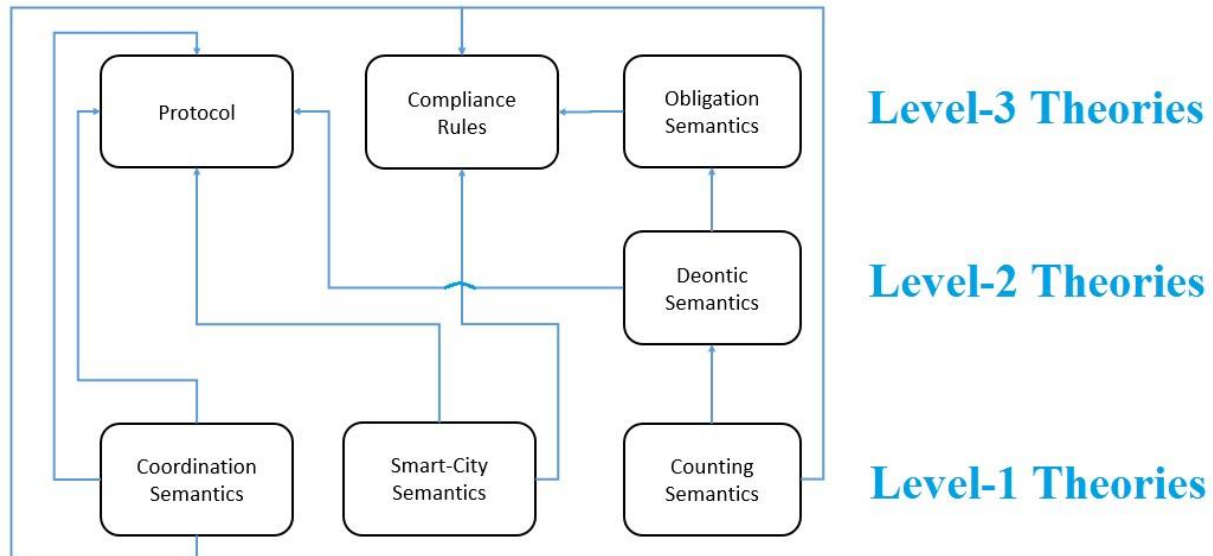 Protocol
Compliance
Rules
Obligation
Semantics
Level-3 Theories
Deontic
Semantics
Level-2 Theories
Coordination
Semantics
Smart-City
Semantics
Counting
Semantics
Level-1 Theories